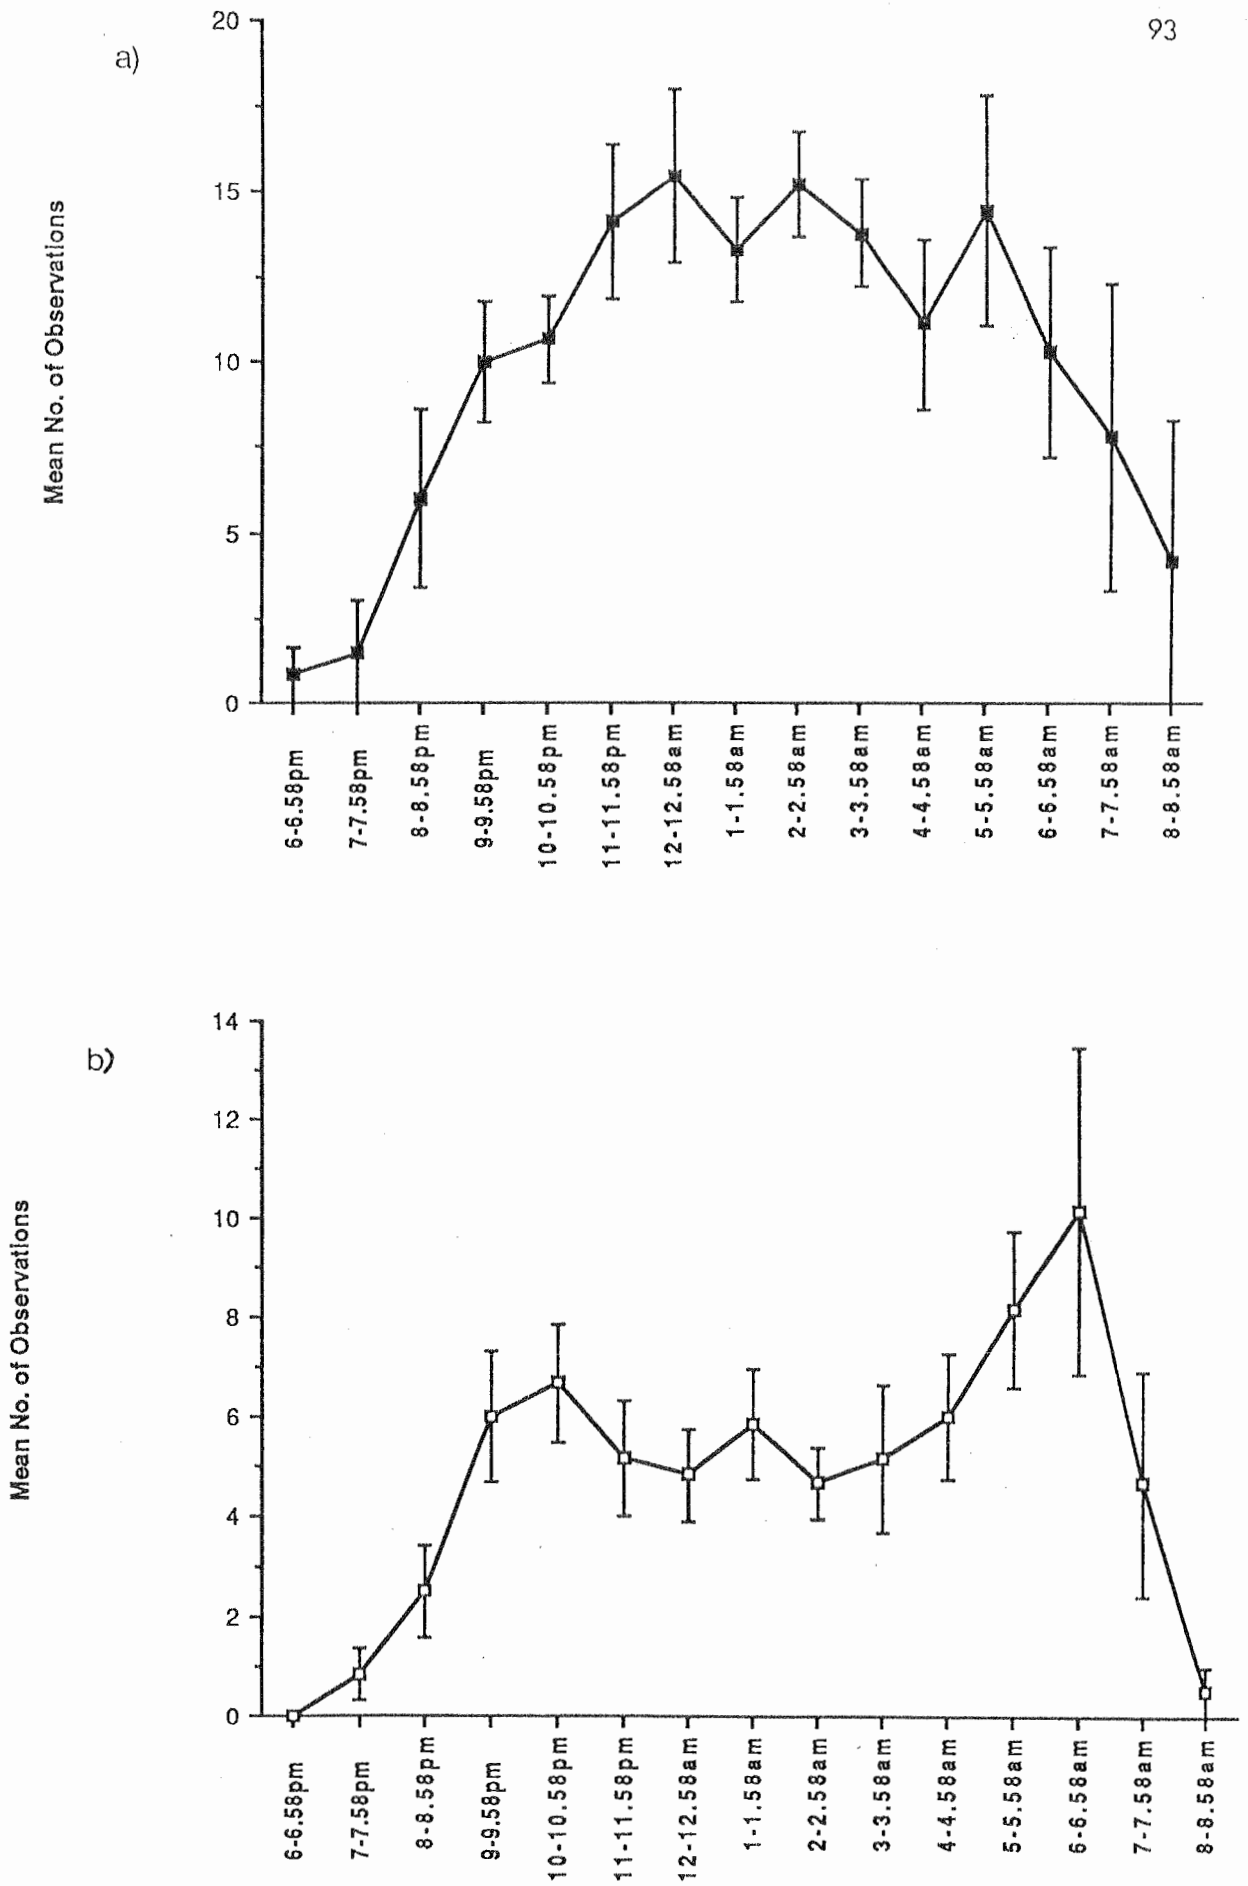 93
a)
Mean No. of Observations
20
15
10
5
0
6-6.58pm
7-7.58pm
8-8.58pm
9-9.58pm
10-10.58pm
11-11.58pm
12-12.58am
1-1.58am
2-2.58am
3-3.58am
4-4.58am
5-5.58am
6-6.58am
7-7.58am
8-8.58am
b)
Mean No. of Observations
14
12
10
8
6
4
2
0
6-6.58pm
7-7.58pm
8-8.58pm
9-9.58pm
10-10.58pm
11-11.58pm
12-12.58am
1-1.58am
2-2.58am
3-3.58am
4-4.58am
5-5.58am
6-6.58am
7-7.58am
8-8.58am